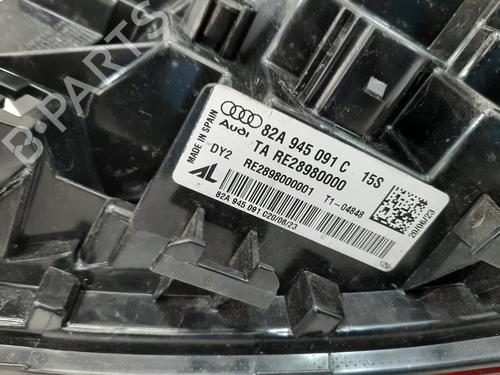 B-PARTS
Audi
82A 945 091 C 15S
MADE IN SPAIN
TA RE28980000
DY2
RE2898000001 T1-04848
AL
82A 945 091 C20/06/23
20/06/23